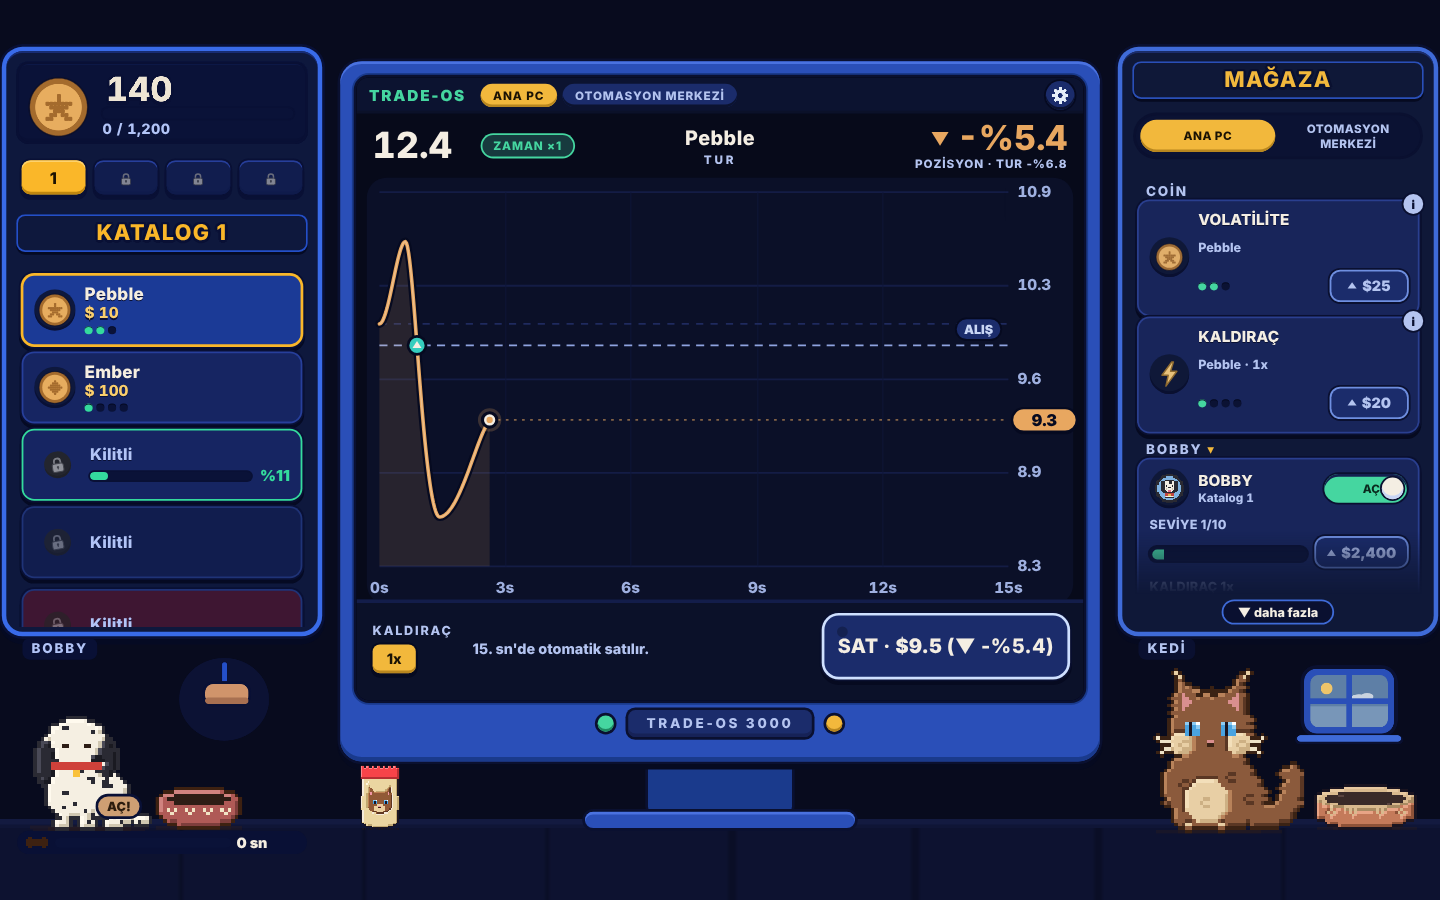 140
0 / 1,200
1
KATALOG 1
Pebble
$ 10
Ember
$ 100
Kilitli
%11
Kilitli
Kilitli
BOBBY
AÇ!
0 sn
TRADE-OS
ANA PC
OTOMASYON MERKEZİ
12.4
ZAMAN ×1
Pebble
TUR
▼ -%5.4
POZİSYON · TUR -%6.8
10.9
10.3
ALIŞ
9.6
9.3
8.9
8.3
0s 3s 6s 9s 12s 15s
KALDIRAÇ
1x
15. sn'de otomatik satılır.
SAT · $9.5 (▼ -%5.4)
TRADE-OS 3000
MAĞAZA
ANA PC
OTOMASYON
MERKEZİ
COİN
i
VOLATİLİTE
Pebble
▲ $25
i
KALDIRAÇ
Pebble · 1x
▲ $20
BOBBY ▼
BOBBY
Katalog 1
AÇ
SEVİYE 1/10
▲ $2,400
KALDIRAÇ 1x
▼ daha fazla
KEDİ